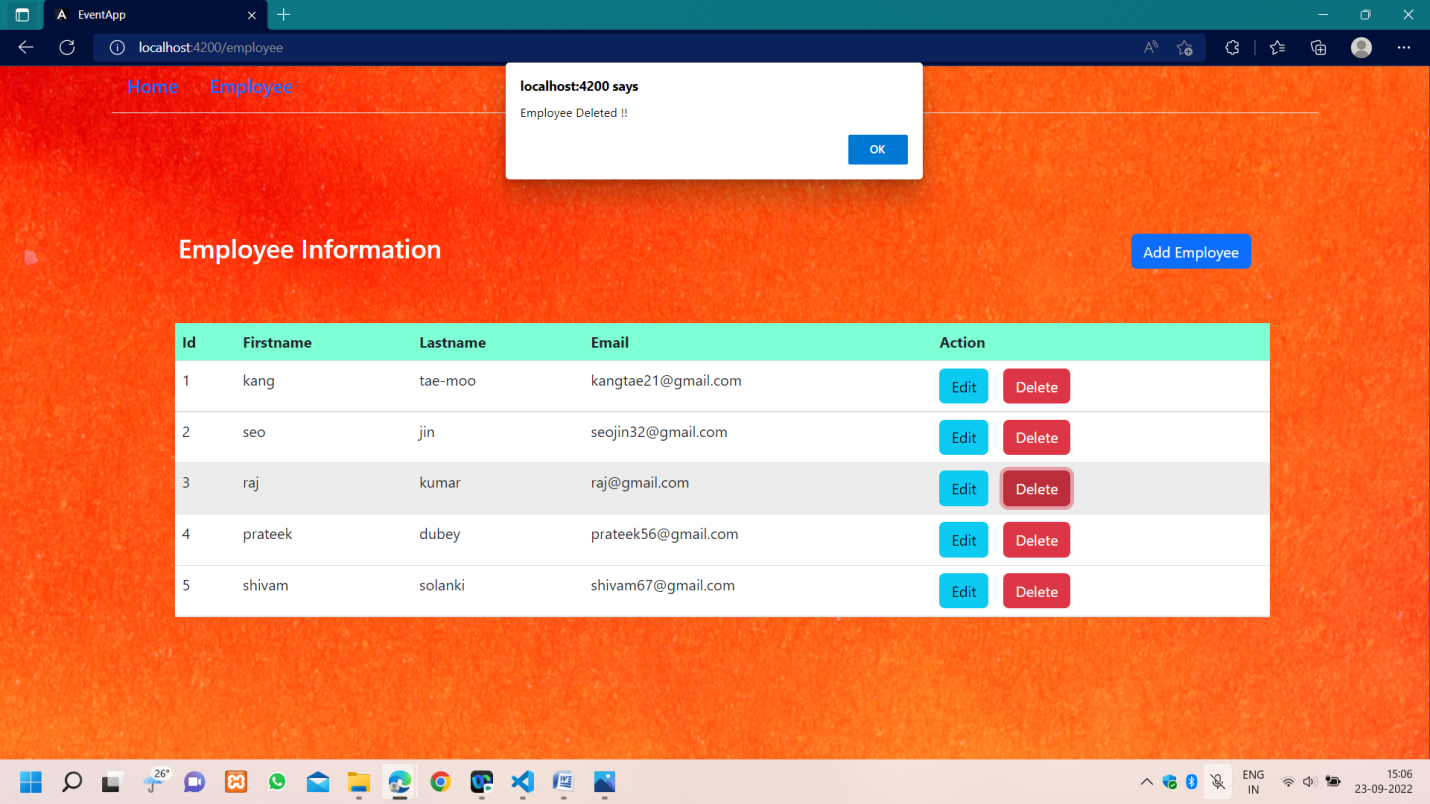 EventApp
localhost:4200/employee
Home Employee
localhost:4200 says
Employee Deleted !!
OK
Employee Information
Add Employee
Id Firstname Lastname Email Action
1 kang tae-moo kangtae21@gmail.com Edit Delete
2 seo jin seojin32@gmail.com Edit Delete
3 raj kumar raj@gmail.com Edit Delete
4 prateek dubey prateek56@gmail.com Edit Delete
5 shivam solanki shivam67@gmail.com Edit Delete
26°
ENG
IN
15:06
23-09-2022